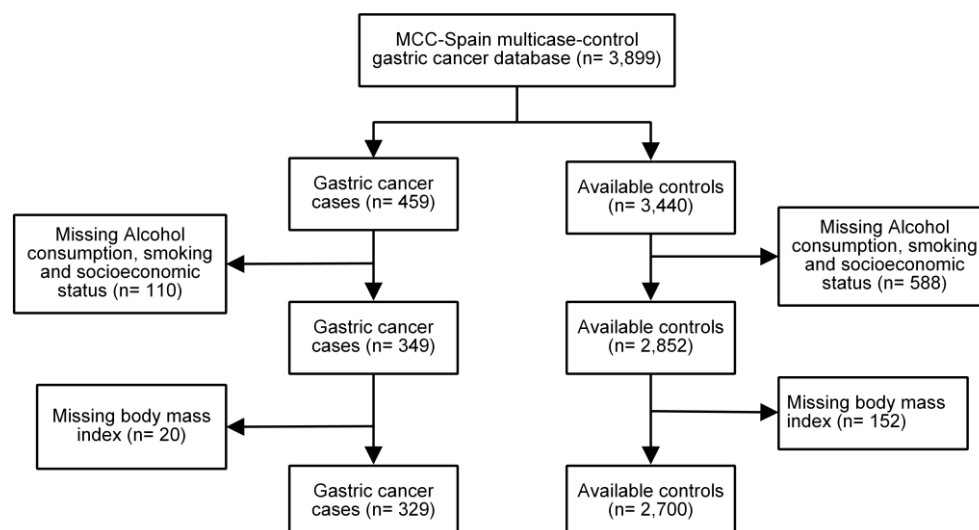 MCC-Spain multicase-control
gastric cancer database (n= 3,899)
Gastric cancer
cases (n= 459)
Available controls
(n= 3,440)
Missing Alcohol
consumption, smoking
and socioeconomic
status (n= 110)
Missing Alcohol
consumption, smoking
and socioeconomic
status (n= 588)
Gastric cancer
cases (n= 349)
Available controls
(n= 2,852)
Missing body mass
index (n= 20)
Missing body mass
index (n= 152)
Gastric cancer
cases (n= 329)
Available controls
(n= 2,700)